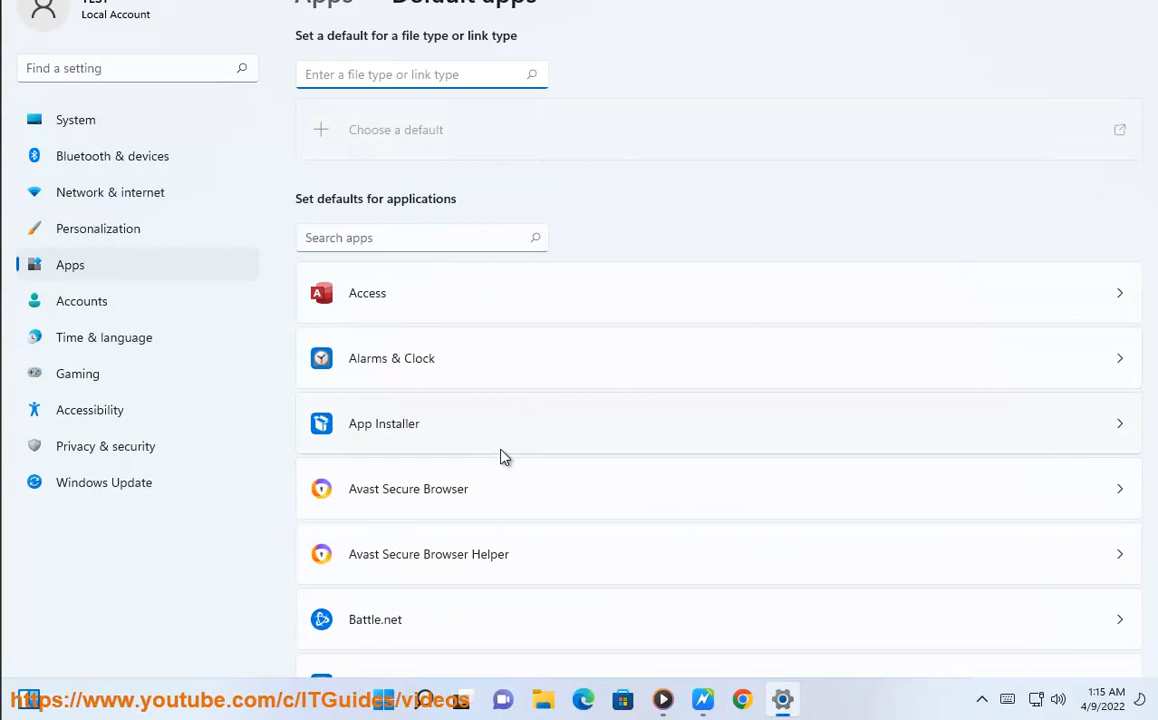 Apps Default apps
TEST
Local Account
Set a default for a file type or link type
Find a setting
Enter a file type or link type
System
Choose a default
Bluetooth & devices
Network & internet
Set defaults for applications
Personalization
Search apps
Apps
Access
Accounts
Time & language
Alarms & Clock
Gaming
Accessibility
App Installer
Privacy & security
Windows Update
Avast Secure Browser
Avast Secure Browser Helper
Battle.net
https://www.youtube.com/c/ITGuides/videos
1:15 AM
4/9/2022